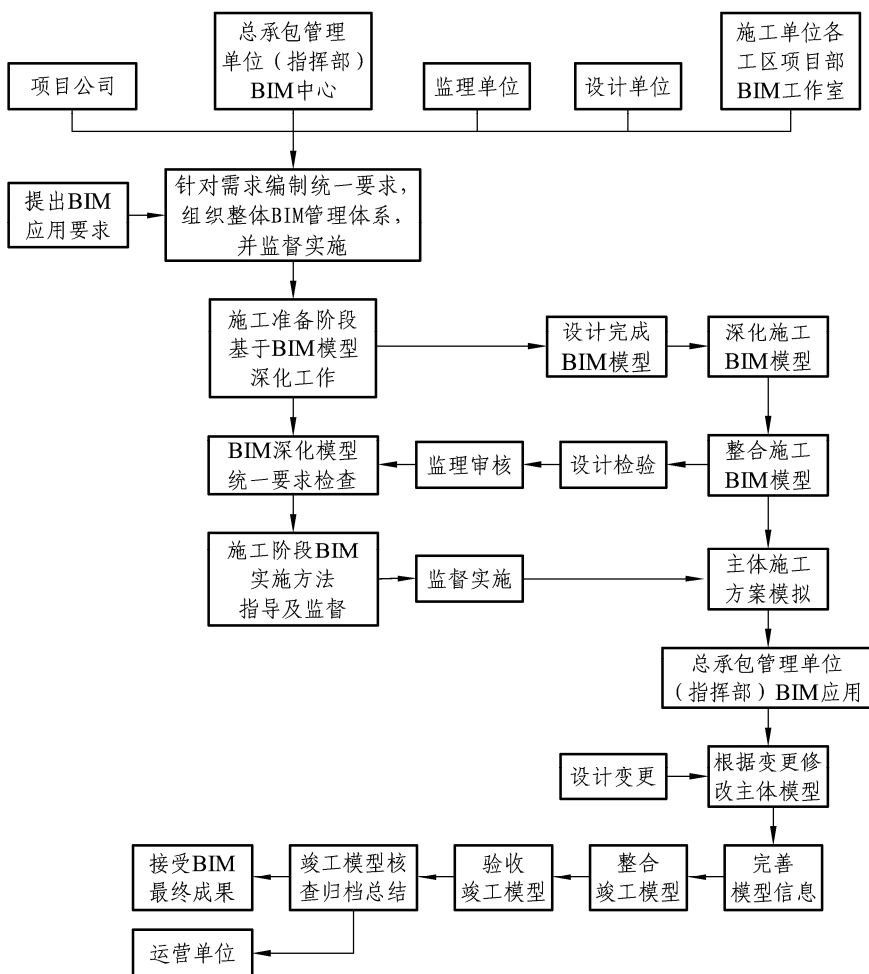 项目公司
总承包管理
单位（指挥部）
BIM中心
监理单位
设计单位
施工单位各
工区项目部
BIM工作室
提出BIM
应用要求
针对需求编制统一要求，
组织整体BIM管理体系，
并监督实施
施工准备阶段
基于BIM模型
深化工作
设计完成
BIM模型
深化施工
BIM模型
BIM深化模型
统一要求检查
监理审核
设计检验
整合施工
BIM模型
施工阶段BIM
实施方法
指导及监督
监督实施
主体施工
方案模拟
总承包管理单位
（指挥部）BIM应用
设计变更
根据变更修
改主体模型
接受BIM
最终成果
竣工模型核
查归档总结
验收
竣工模型
整合
竣工模型
完善
模型信息
运营单位